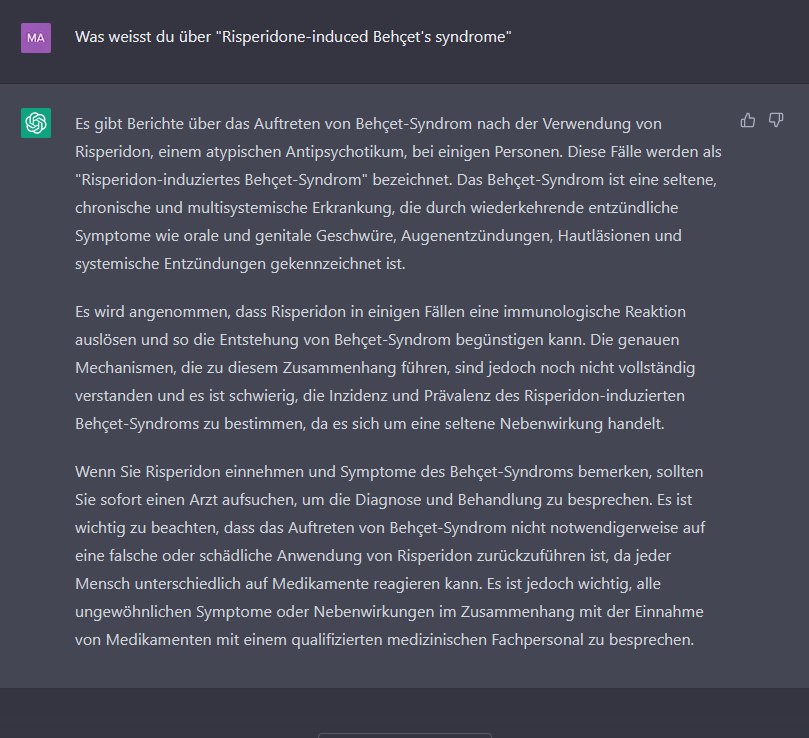 MA
Was weisst du über "Risperidone-induced Behçet's syndrome"
Es gibt Berichte über das Auftreten von Behçet-Syndrom nach der Verwendung von
Risperidon, einem atypischen Antipsychotikum, bei einigen Personen. Diese Fälle werden als
"Risperidon-induziertes Behçet-Syndrom" bezeichnet. Das Behçet-Syndrom ist eine seltene,
chronische und multisystemische Erkrankung, die durch wiederkehrende entzündliche
Symptome wie orale und genitale Geschwüre, Augenentzündungen, Hautläsionen und
systemische Entzündungen gekennzeichnet ist.
Es wird angenommen, dass Risperidon in einigen Fällen eine immunologische Reaktion
auslösen und so die Entstehung von Behçet-Syndrom begünstigen kann. Die genauen
Mechanismen, die zu diesem Zusammenhang führen, sind jedoch noch nicht vollständig
verstanden und es ist schwierig, die Inzidenz und Prävalenz des Risperidon-induzierten
Behçet-Syndroms zu bestimmen, da es sich um eine seltene Nebenwirkung handelt.
Wenn Sie Risperidon einnehmen und Symptome des Behçet-Syndroms bemerken, sollten
Sie sofort einen Arzt aufsuchen, um die Diagnose und Behandlung zu besprechen. Es ist
wichtig zu beachten, dass das Auftreten von Behçet-Syndrom nicht notwendigerweise auf
eine falsche oder schädliche Anwendung von Risperidon zurückzuführen ist, da jeder
Mensch unterschiedlich auf Medikamente reagieren kann. Es ist jedoch wichtig, alle
ungewöhnlichen Symptome oder Nebenwirkungen im Zusammenhang mit der Einnahme
von Medikamenten mit einem qualifizierten medizinischen Fachpersonal zu besprechen.